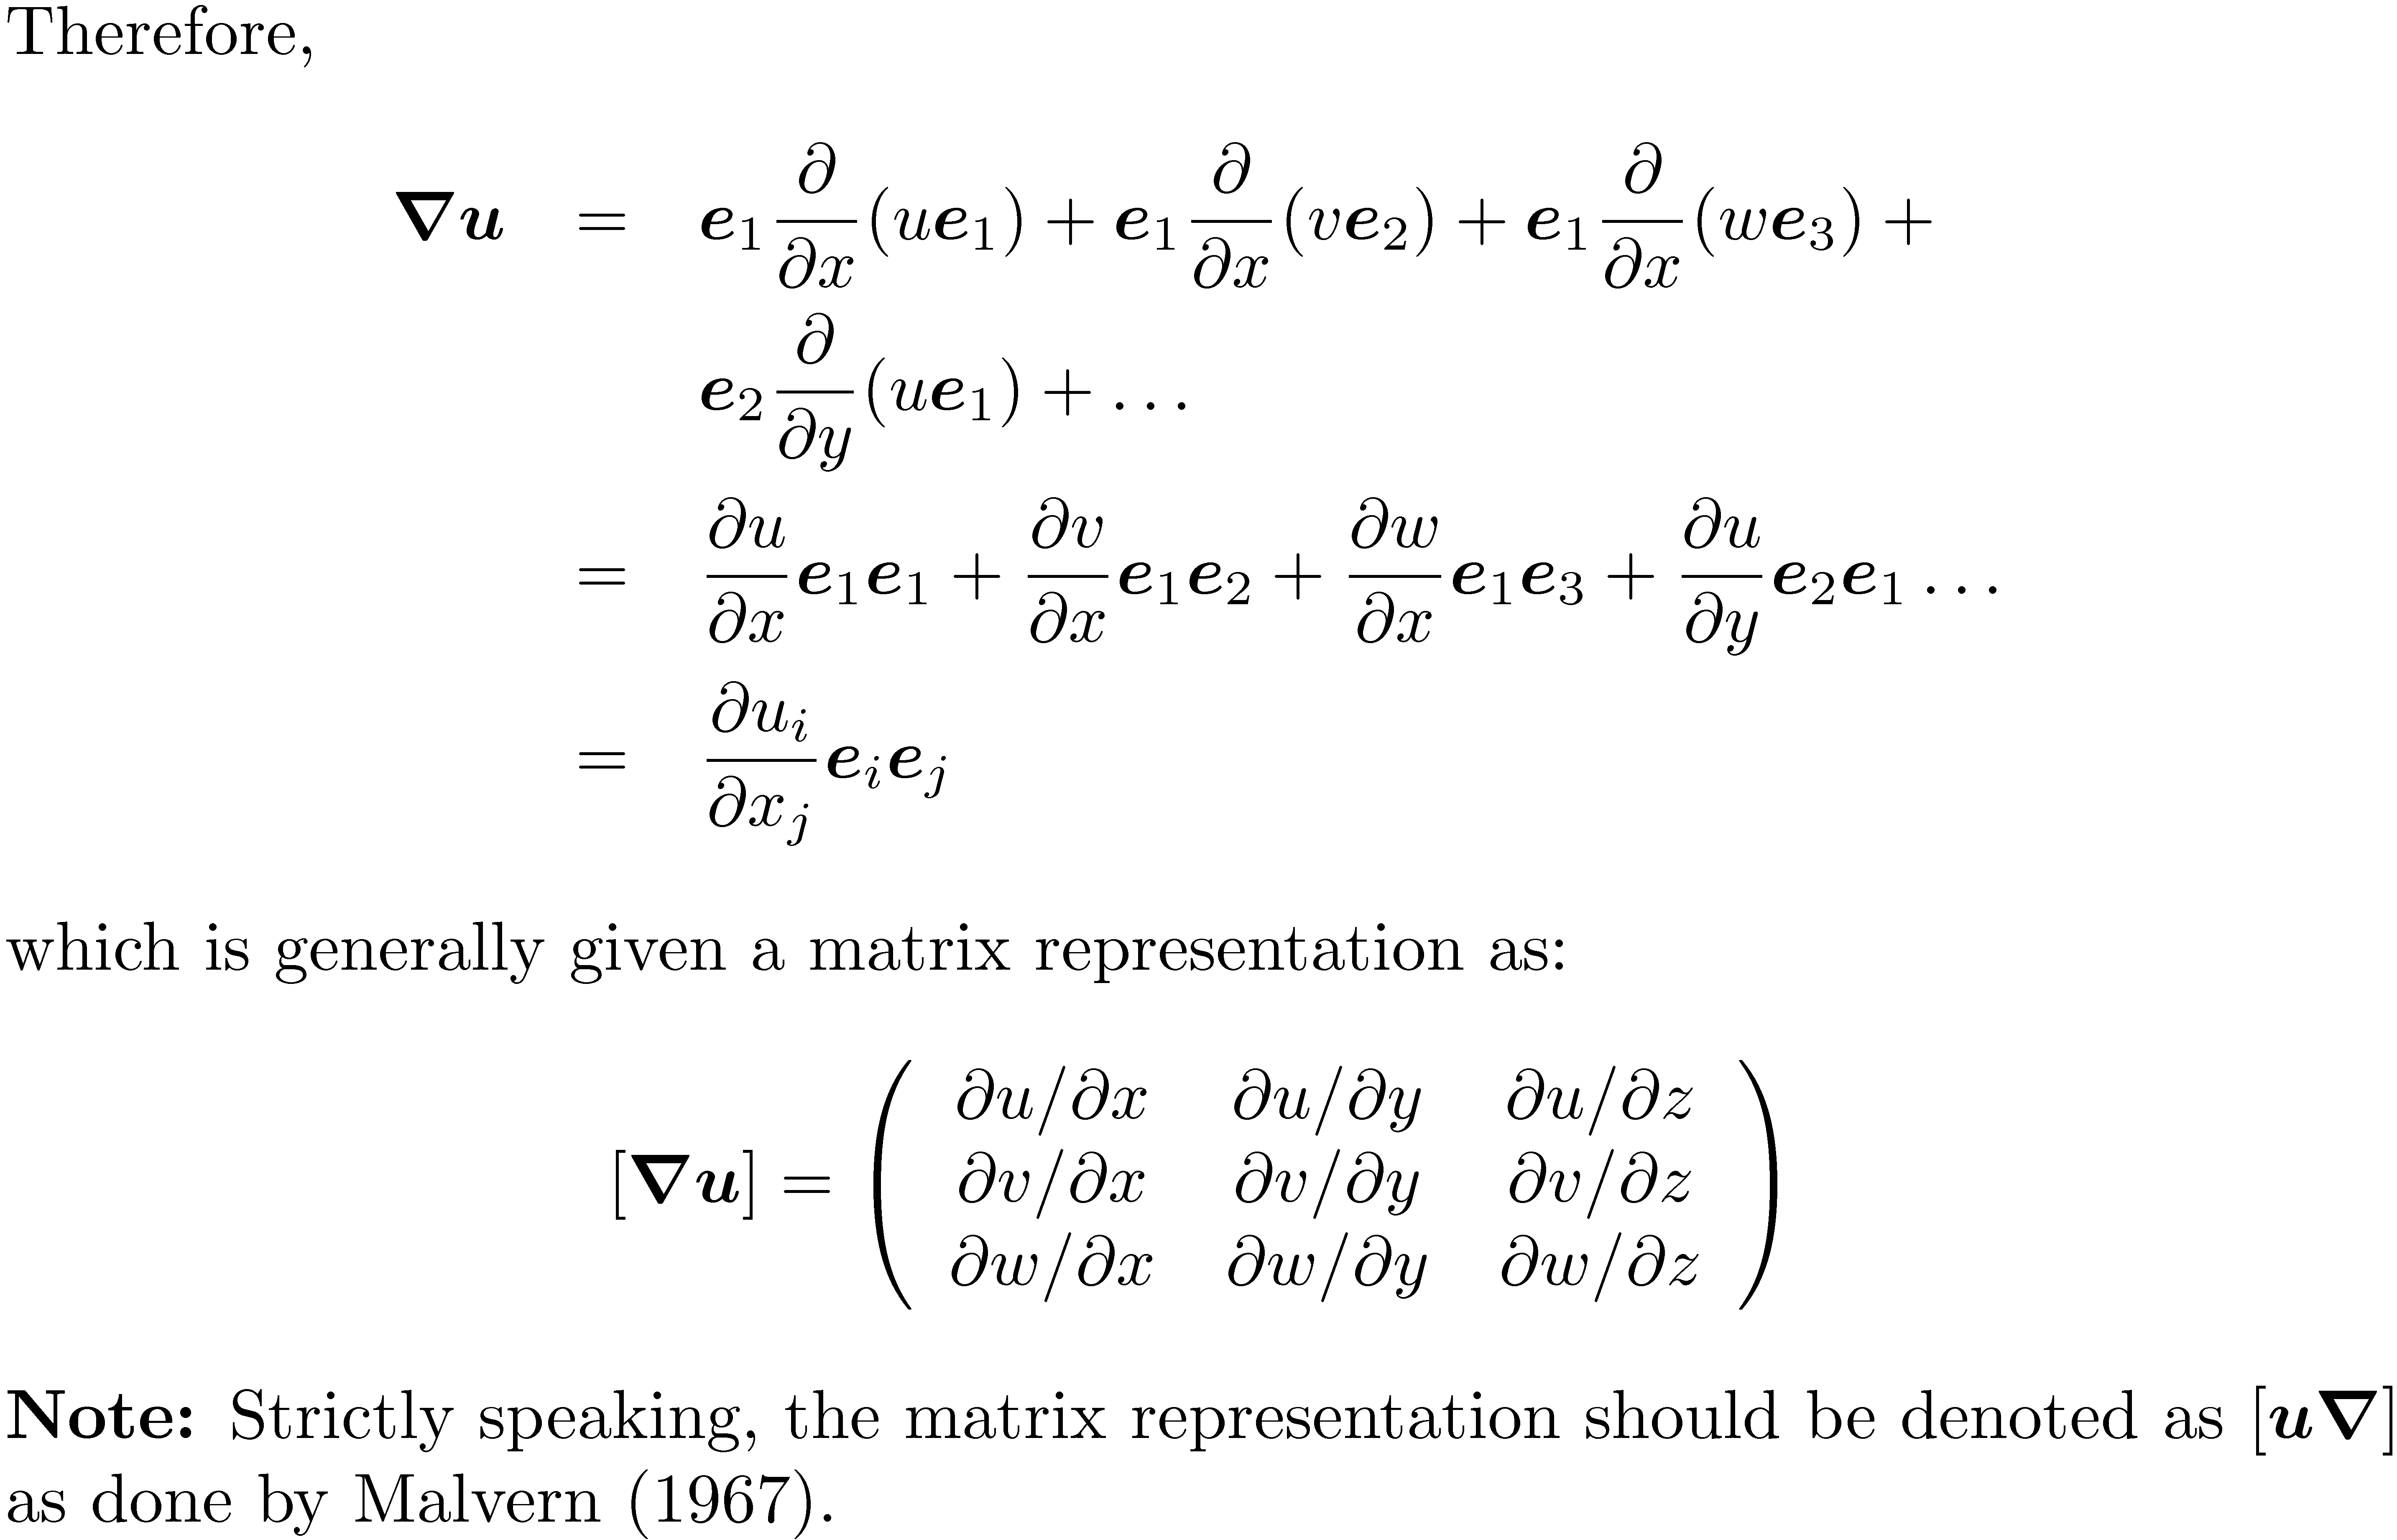 Therefore,
∇u = e₁ ∂/∂x (ue₁) + e₁ ∂/∂x (ve₂) + e₁ ∂/∂x (we₃) +
e₂ ∂/∂y (ue₁) + …
= ∂u/∂x e₁e₁ + ∂v/∂x e₁e₂ + ∂w/∂x e₁e₃ + ∂u/∂y e₂e₁ …
= ∂uᵢ/∂xⱼ eᵢeⱼ
which is generally given a matrix representation as:
[∇u] = ( ∂u/∂x ∂u/∂y ∂u/∂z
∂v/∂x ∂v/∂y ∂v/∂z
∂w/∂x ∂w/∂y ∂w/∂z )
Note: Strictly speaking, the matrix representation should be denoted as [u∇]
as done by Malvern (1967).